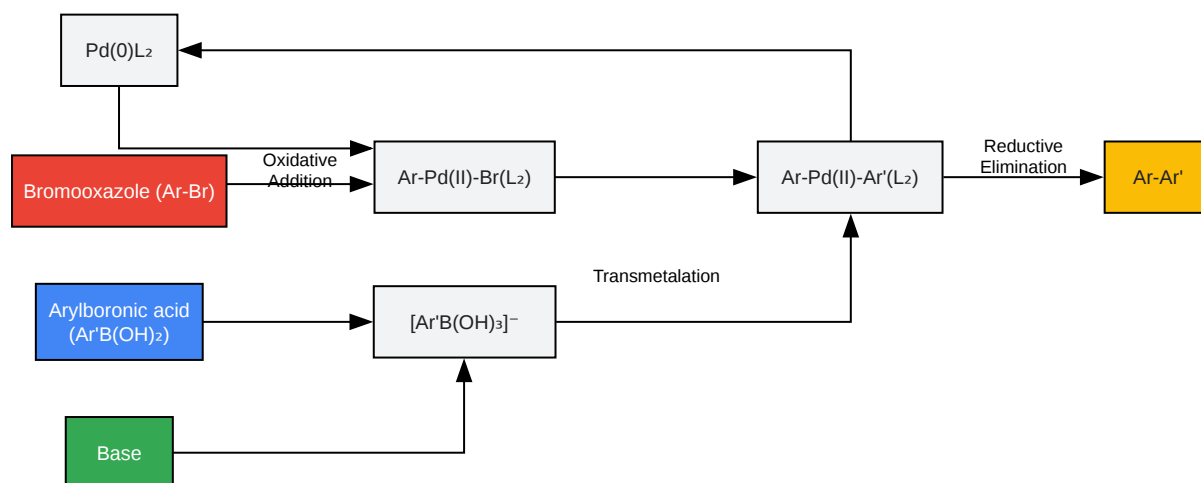 Pd(0)L₂
Oxidative
Addition
Bromooxazole (Ar-Br)
Ar-Pd(II)-Br(L₂)
Ar-Pd(II)-Ar'(L₂)
Reductive
Elimination
Ar-Ar'
Transmetalation
Arylboronic acid
(Ar'B(OH)₂)
[Ar'B(OH)₃]⁻
Base